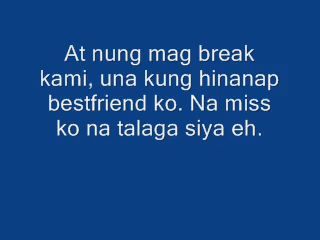 At nung mag break
kami, una kung hinanap
bestfriend ko. Na miss
ko na talaga siya eh.